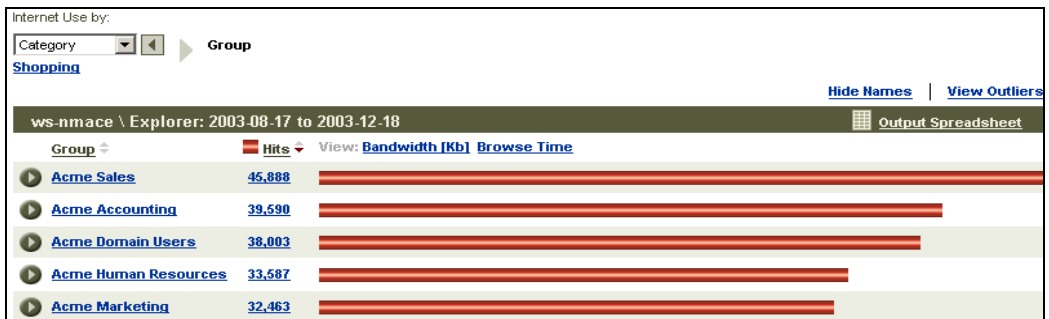 Internet Use by:
Category Group
Shopping
Hide Names | View Outliers
ws-nmace \ Explorer: 2003-08-17 to 2003-12-18 Output Spreadsheet
Group Hits View: Bandwidth [Kb] Browse Time
Acme Sales 45,888
Acme Accounting 39,590
Acme Domain Users 38,003
Acme Human Resources 33,587
Acme Marketing 32,463